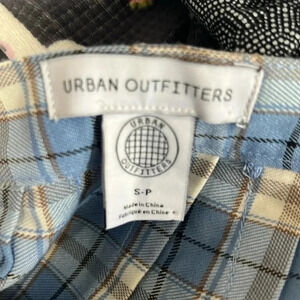 URBAN OUTFITTERS
URBAN
OUTFITTERS
S-P
Made in China
Fabriqué en Chine